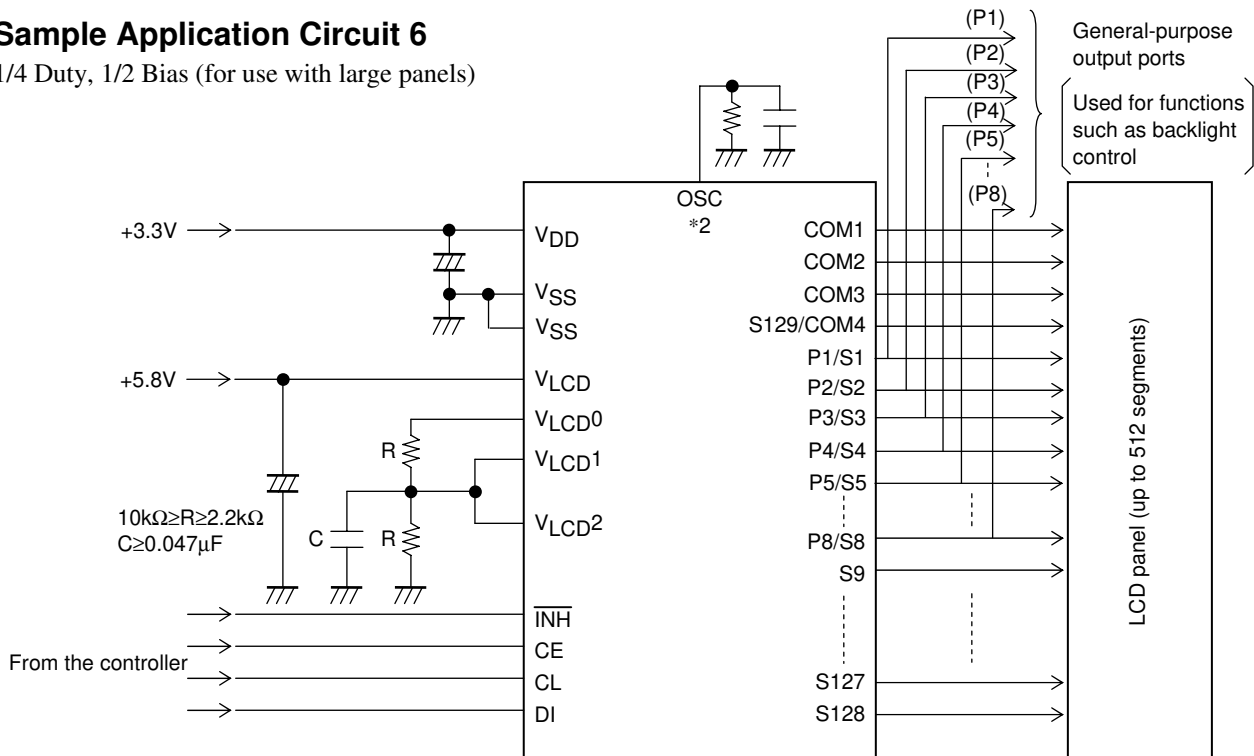 Sample Application Circuit 6
1/4 Duty, 1/2 Bias (for use with large panels)
(P1)
(P2)
(P3)
(P4)
(P5)
(P8)
General-purpose
output ports
Used for functions
such as backlight
control
OSC
*2
+3.3V
VDD
VSS
VSS
+5.8V
VLCD
VLCD0
R
VLCD1
VLCD2
10kΩ≥R≥2.2kΩ
C≥0.047µF
C
R
From the controller
INH
CE
CL
DI
COM1
COM2
COM3
S129/COM4
P1/S1
P2/S2
P3/S3
P4/S4
P5/S5
P8/S8
S9
S127
S128
LCD panel (up to 512 segments)